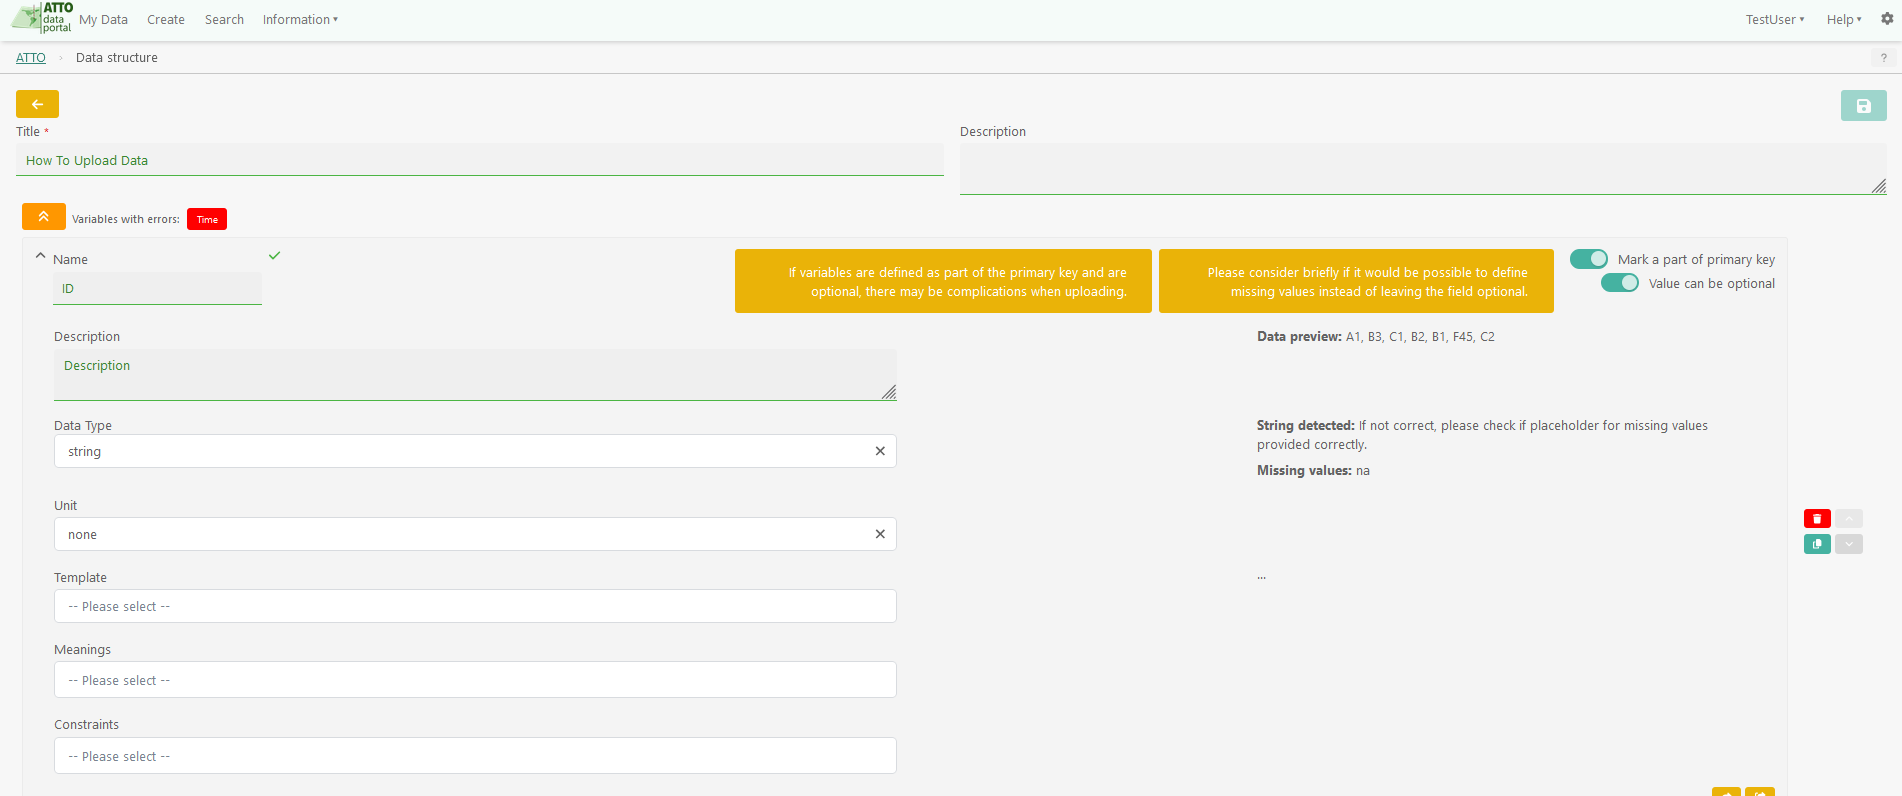 ATTO
data
portal
My Data Create Search Information ▾ TestUser ▾ Help ▾
ATTO › Data structure ?
Title * Description
How To Upload Data
Variables with errors: Time
Name
ID
If variables are defined as part of the primary key and are
optional, there may be complications when uploading.
Please consider briefly if it would be possible to define
missing values instead of leaving the field optional.
Mark a part of primary key
Value can be optional
Description
Description
Data preview: A1, B3, C1, B2, B1, F45, C2
Data Type
string
String detected: If not correct, please check if placeholder for missing values
provided correctly.
Missing values: na
Unit
none
Template
-- Please select --
...
Meanings
-- Please select --
Constraints
-- Please select --